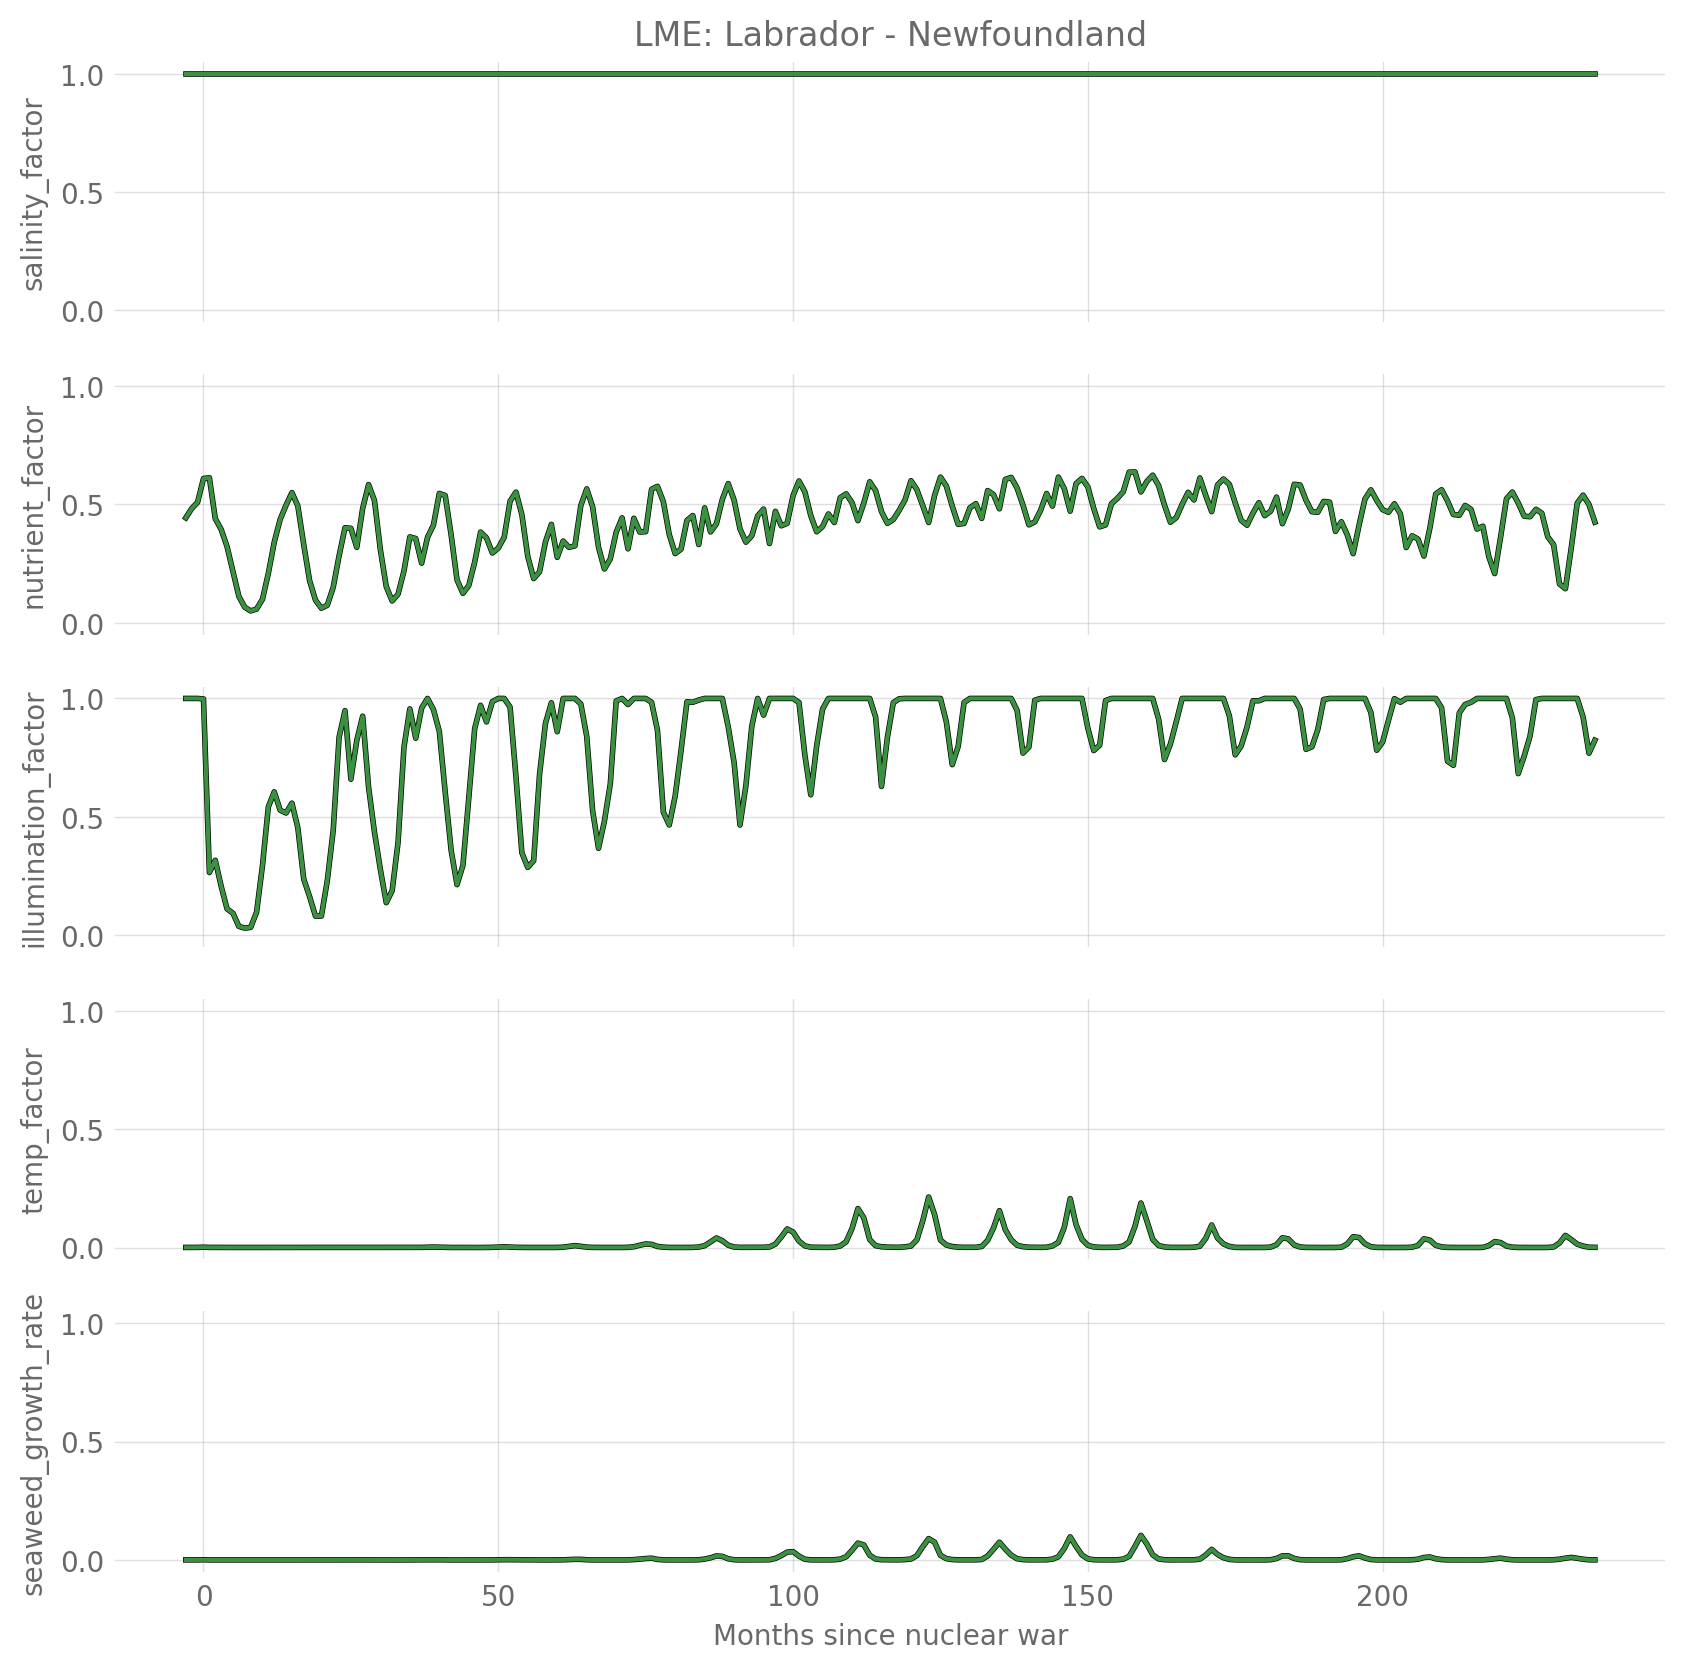 LME: Labrador - Newfoundland
1.0
0.5
0.0
salinity_factor
1.0
0.5
0.0
nutrient_factor
1.0
0.5
0.0
illumination_factor
1.0
0.5
0.0
temp_factor
1.0
0.5
0.0
seaweed_growth_rate
0 50 100 150 200
Months since nuclear war